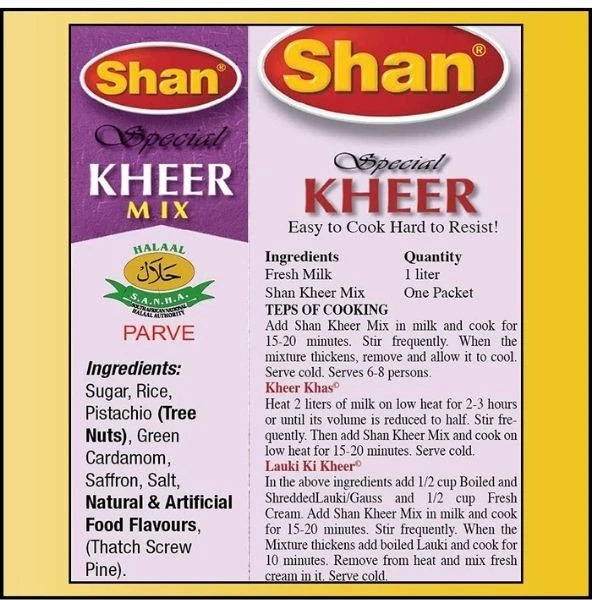 Shan®
Special
KHEER
MIX
HALAAL
حلال
S.A.N.H.A.
SOUTH AFRICAN NATIONAL
HALAAL AUTHORITY
PARVE
Ingredients:
Sugar, Rice,
Pistachio (Tree
Nuts), Green
Cardamom,
Saffron, Salt,
Natural & Artificial
Food Flavours,
(Thatch Screw
Pine).
Shan®
Special
KHEER
Easy to Cook Hard to Resist!
Ingredients Quantity
Fresh Milk 1 liter
Shan Kheer Mix One Packet
TEPS OF COOKING
Add Shan Kheer Mix in milk and cook for
15-20 minutes. Stir frequently. When the
mixture thickens, remove and allow it to cool.
Serve cold. Serves 6-8 persons.
Kheer Khas©
Heat 2 liters of milk on low heat for 2-3 hours
or until its volume is reduced to half. Stir fre-
quently. Then add Shan Kheer Mix and cook on
low heat for 15-20 minutes. Serve cold.
Lauki Ki Kheer©
In the above ingredients add 1/2 cup Boiled and
ShreddedLauki/Gauss and 1/2 cup Fresh
Cream. Add Shan Kheer Mix in milk and cook
for 15-20 minutes. Stir frequently. When the
Mixture thickens add boiled Lauki and cook for
10 minutes. Remove from heat and mix fresh
cream in it. Serve cold.